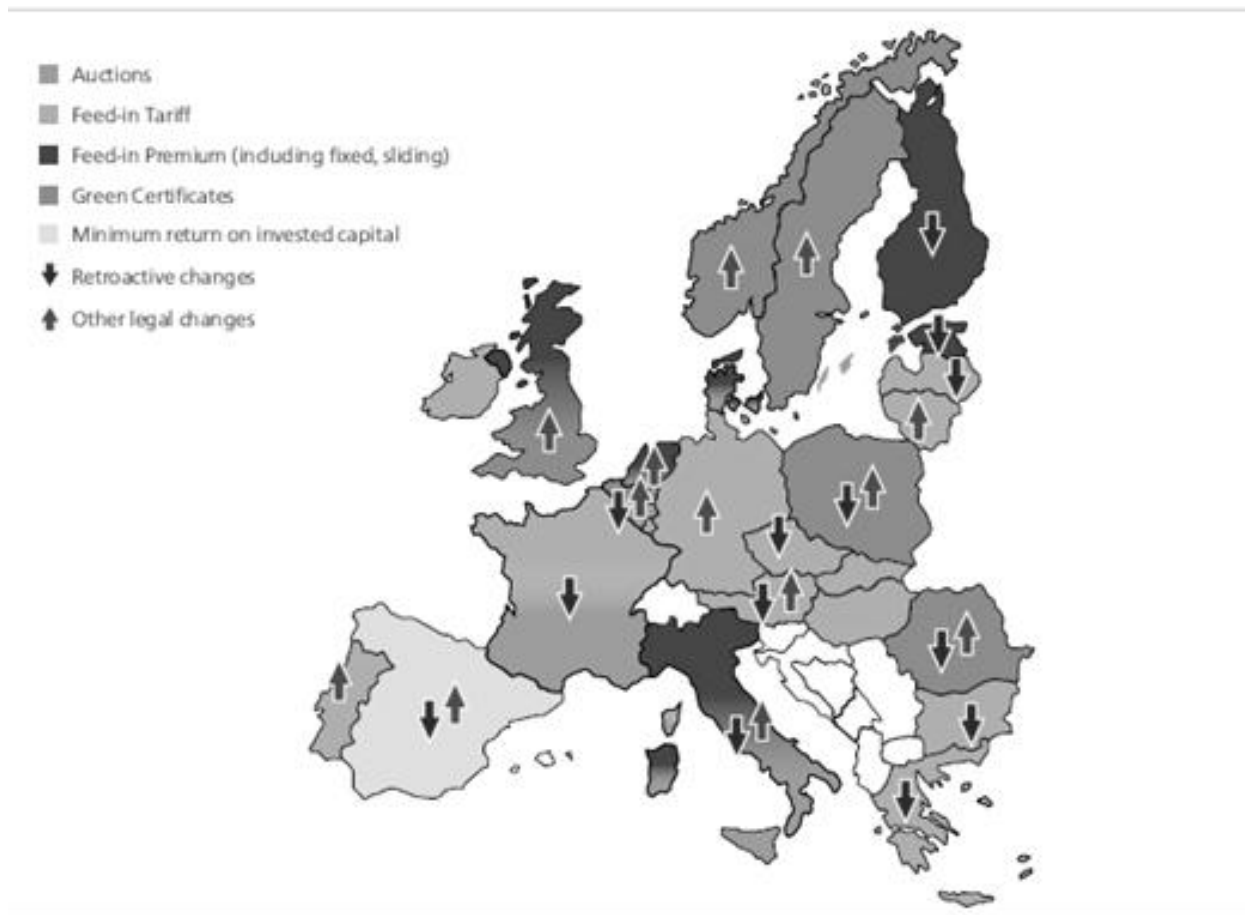 Auctions
Feed-in Tariff
Feed-in Premium (including fixed, sliding)
Green Certificates
Minimum return on invested capital
Retroactive changes
Other legal changes